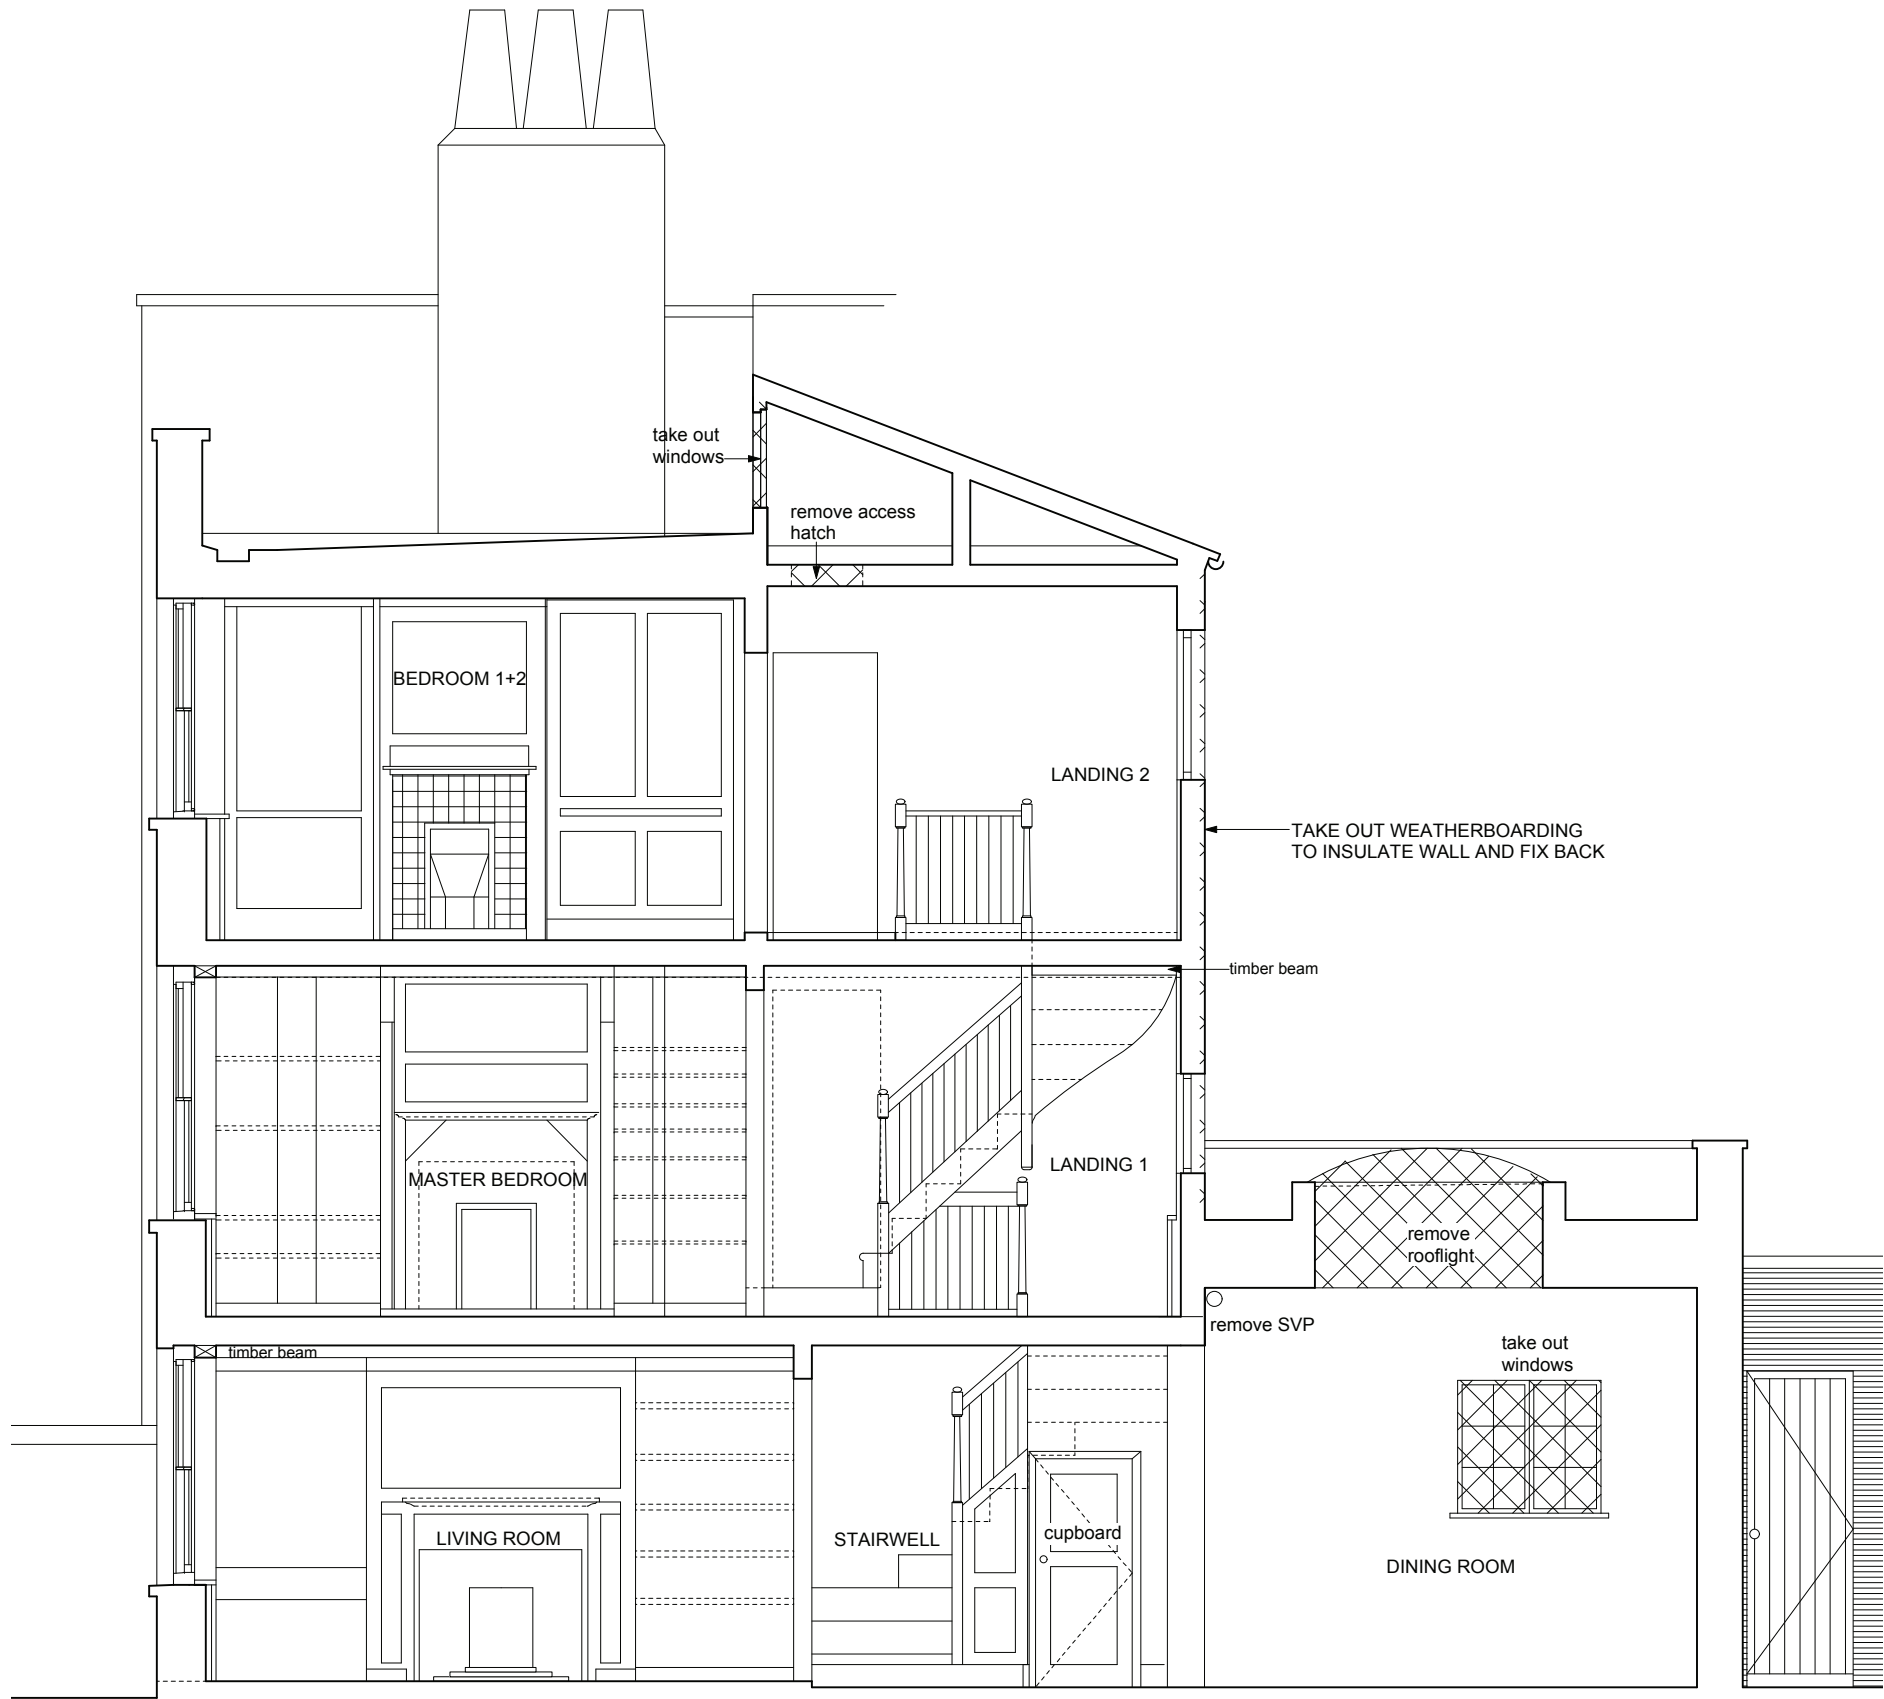 take out
windows
remove access
hatch
BEDROOM 1+2
LANDING 2
TAKE OUT WEATHERBOARDING
TO INSULATE WALL AND FIX BACK
timber beam
MASTER BEDROOM
LANDING 1
remove
rooflight
remove SVP
timber beam
take out
windows
LIVING ROOM
STAIRWELL
cupboard
DINING ROOM